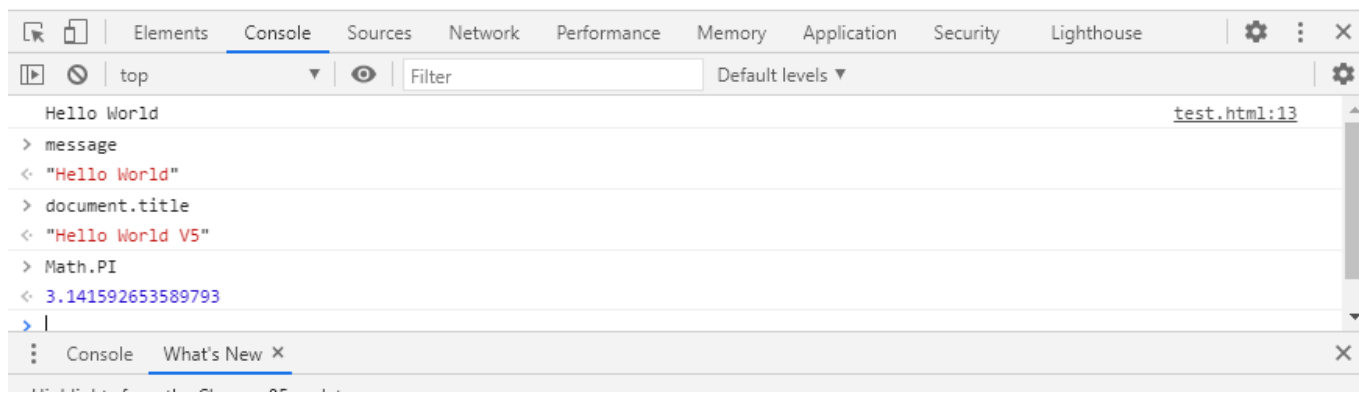 Elements Console Sources Network Performance Memory Application Security Lighthouse
top Filter Default levels
Hello World test.html:13
> message
"Hello World"
> document.title
"Hello World V5"
> Math.PI
3.141592653589793
>
Console What's New